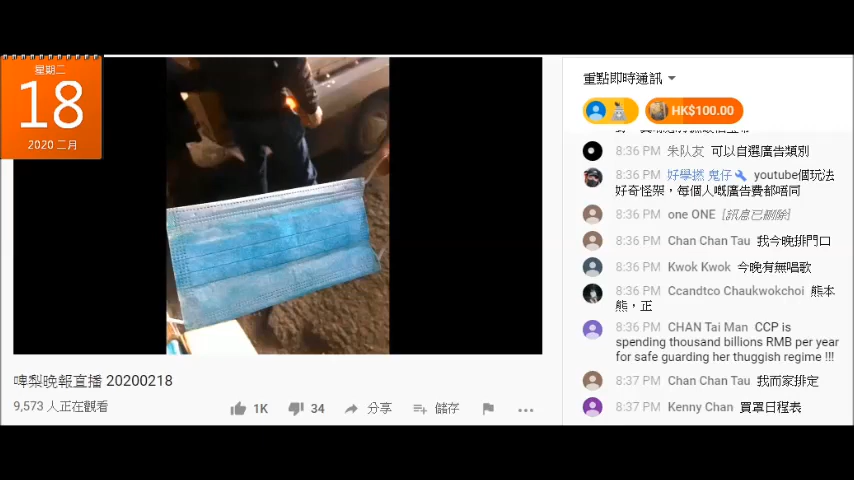 星期二
18
2020 二月
重點即時通訊
HK$100.00
8:36 PM 朱队友 可以自選廣告類別
8:36 PM 好學撚 鬼仔 youtube個玩法
好奇怪架，每個人嘅廣告費都唔同
8:36 PM one ONE [訊息已刪除]
8:36 PM Chan Chan Tau 我今晚排門口
8:36 PM Kwok Kwok 今晚有無唱歌
8:36 PM Ccandtco Chaukwokchoi 熊本
熊，正
8:36 PM CHAN Tai Man CCP is
spending thousand billions RMB per year
for safe guarding her thuggish regime !!!
8:37 PM Chan Chan Tau 我而家排定
8:37 PM Kenny Chan 買罩日程表
啤梨晚報直播 20200218
9,573 人正在觀看
1K 34 分享 儲存